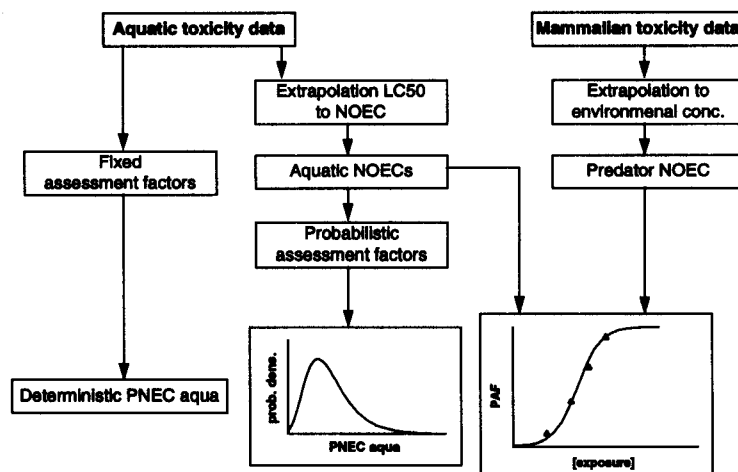 Aquatic toxicity data
Mammalian toxicity data
Extrapolation LC50
to NOEC
Extrapolation to
environmenal conc.
Fixed
assessment factors
Aquatic NOECs
Predator NOEC
Probabilistic
assessment factors
Deterministic PNEC aqua
prob. dens.
PNEC aqua
PAF
[exposure]